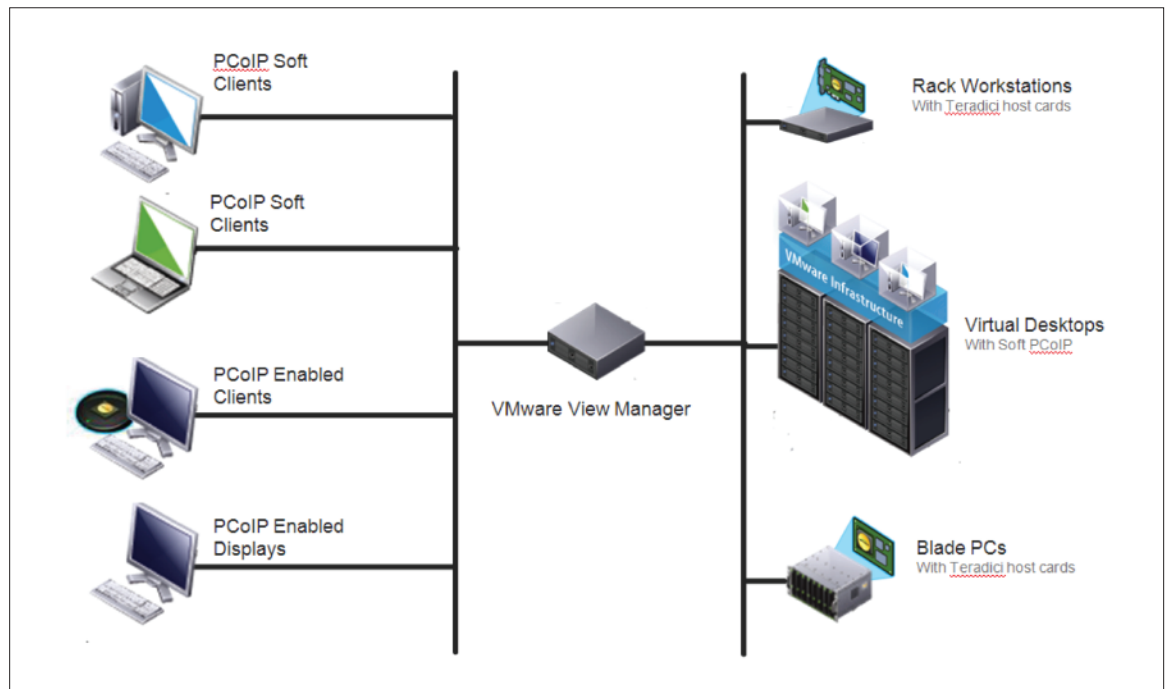 PCoIP Soft
Clients
PCoIP Soft
Clients
PCoIP Enabled
Clients
PCoIP Enabled
Displays
VMware View Manager
Rack Workstations
With Teradici host cards
VMware Infrastructure
Virtual Desktops
With Soft PCoIP
Blade PCs
With Teradici host cards